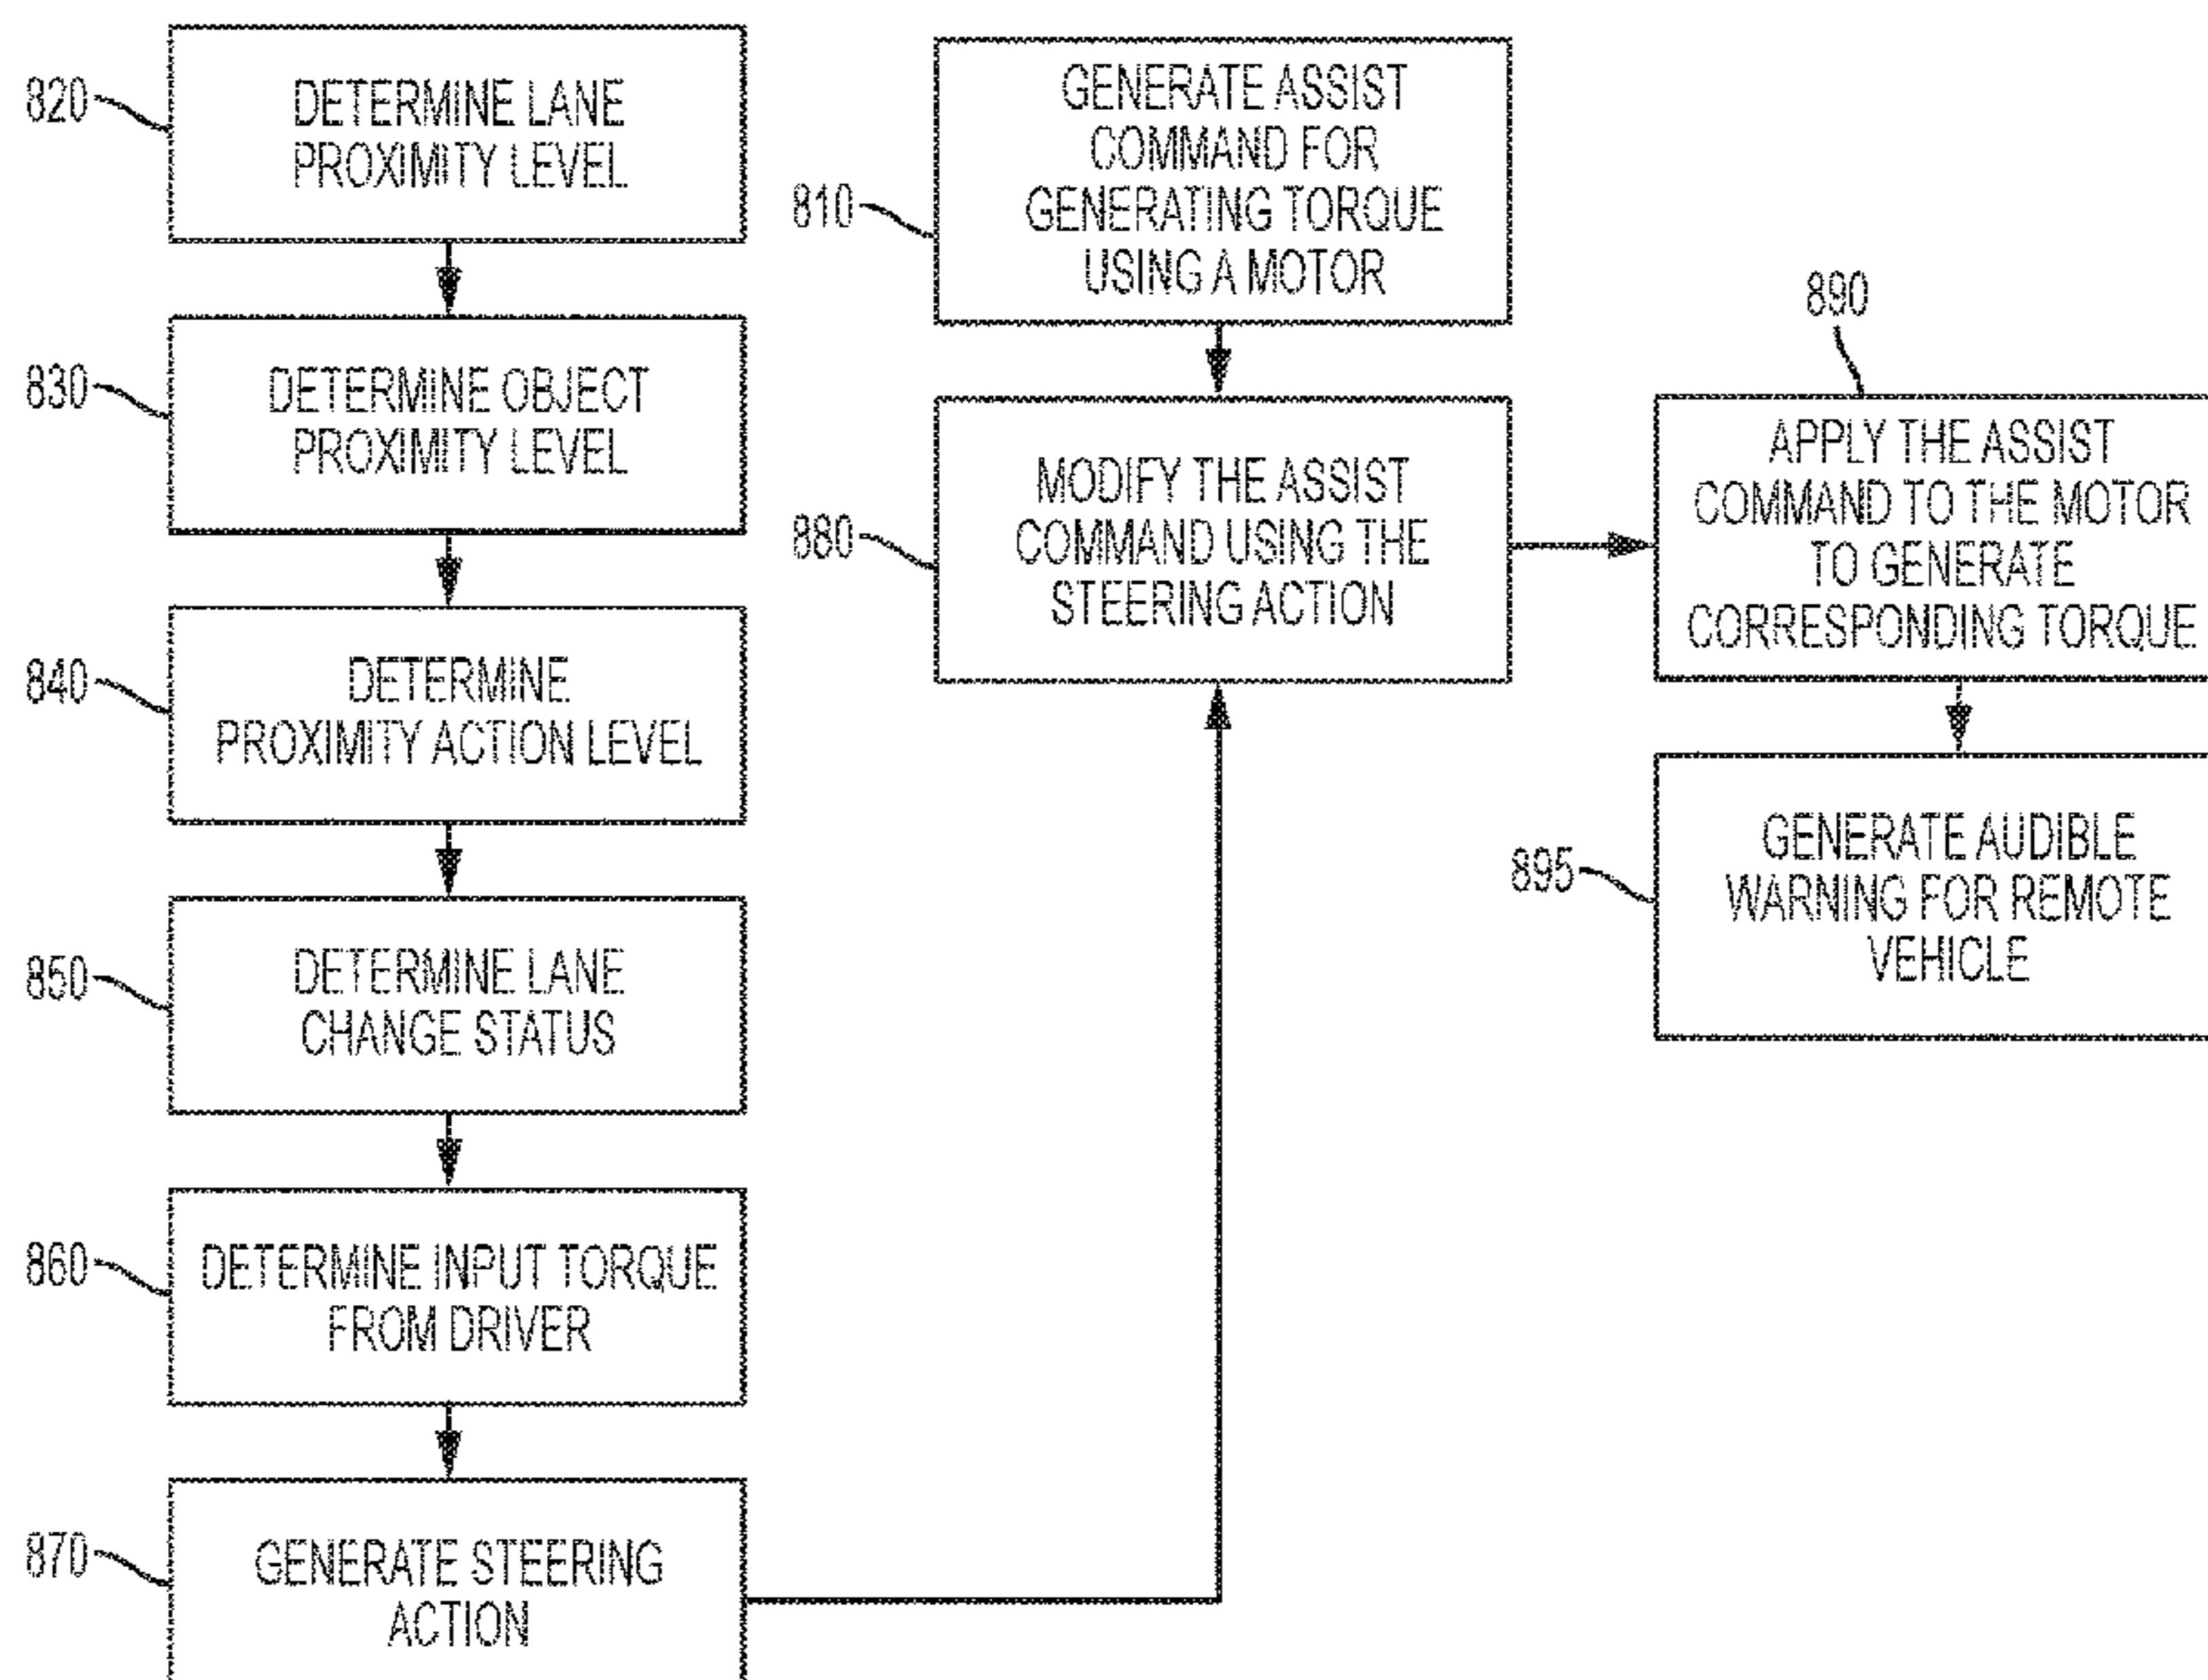 820
DETERMINE LANE
PROXIMITY LEVEL
830
DETERMINE OBJECT
PROXIMITY LEVEL
840
DETERMINE
PROXIMITY ACTION LEVEL
850
DETERMINE LANE
CHANGE STATUS
860
DETERMINE INPUT TORQUE
FROM DRIVER
870
GENERATE STEERING
ACTION
810
GENERATE ASSIST
COMMAND FOR
GENERATING TORQUE
USING A MOTOR
880
MODIFY THE ASSIST
COMMAND USING THE
STEERING ACTION
890
APPLY THE ASSIST
COMMAND TO THE MOTOR
TO GENERATE
CORRESPONDING TORQUE
895
GENERATE AUDIBLE
WARNING FOR REMOTE
VEHICLE